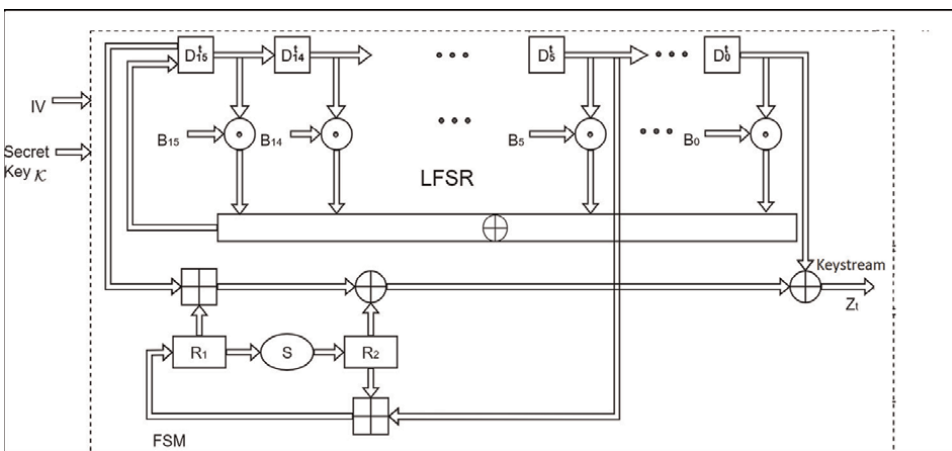 D₁₅ᵗ D₁₄ᵗ ... D₅ᵗ ... D₀ᵗ
IV
B₁₅ B₁₄ ... B₅ ... B₀
Secret
Key 𝒦
LFSR
Keystream
Zₜ
R₁ S R₂
FSM